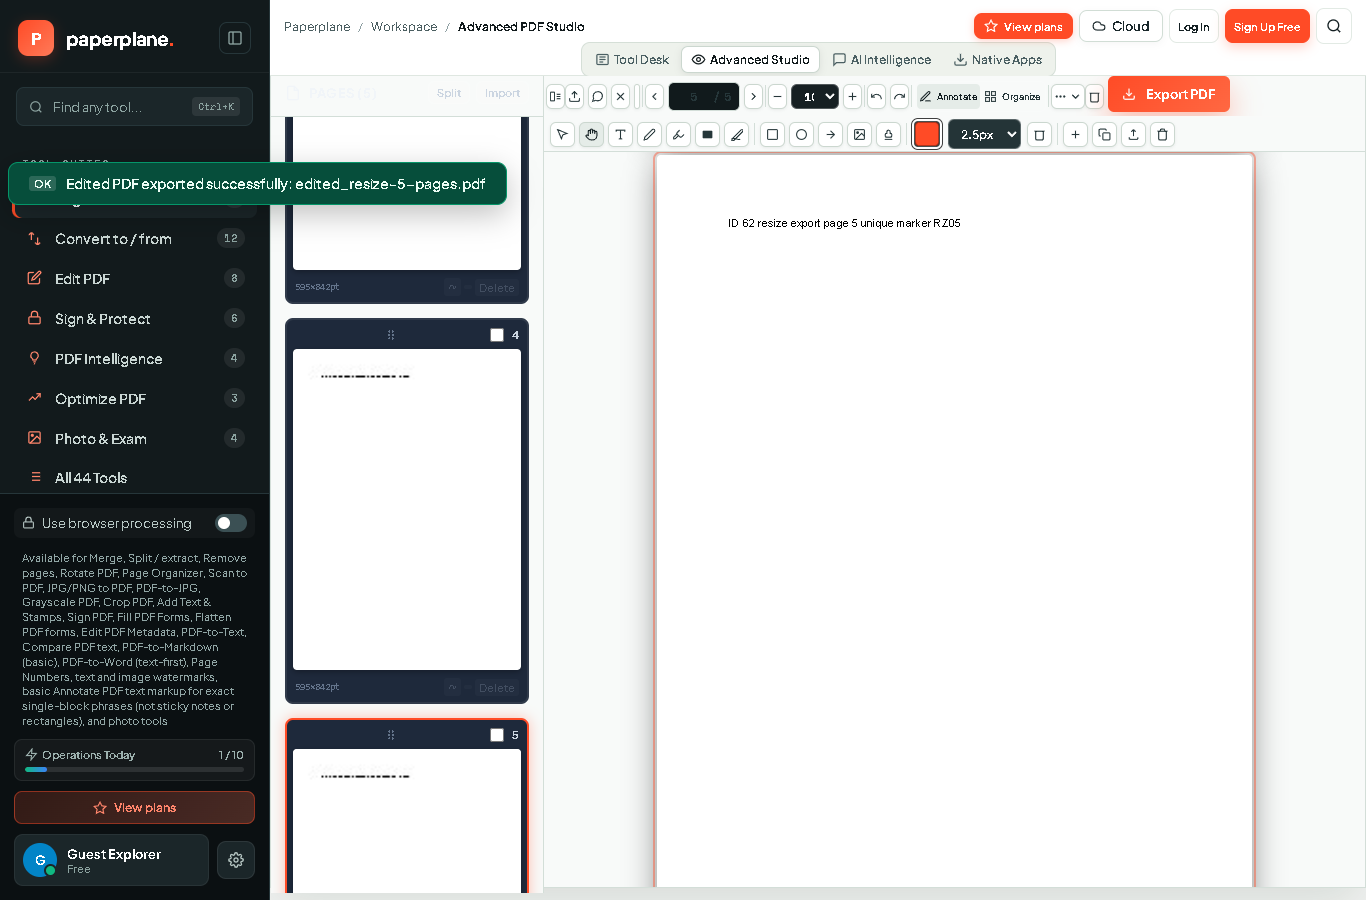 P paperplane.
Find any tool... Ctrl+K
Paperplane / Workspace / Advanced PDF Studio
View plans
Cloud
Log In
Sign Up Free
Tool Desk
Advanced Studio
AI Intelligence
Native Apps
PAGES (5) Split Import
5 / 5
Annotate
Organize
Export PDF
2.5px
OK Edited PDF exported successfully: edited_resize-5-pages.pdf
Convert to / from 12
Edit PDF 8
Sign & Protect 6
PDF Intelligence 4
Optimize PDF 3
Photo & Exam 4
All 44 Tools
Use browser processing
Available for Merge, Split / extract, Remove
pages, Rotate PDF, Page Organizer, Scan to
PDF, JPG/PNG to PDF, PDF-to-JPG,
Grayscale PDF, Crop PDF, Add Text &
Stamps, Sign PDF, Fill PDF Forms, Flatten
PDF forms, Edit PDF Metadata, PDF-to-Text,
Compare PDF text, PDF-to-Markdown
(basic), PDF-to-Word (text-first), Page
Numbers, text and image watermarks,
basic Annotate PDF text markup for exact
single-block phrases (not sticky notes or
rectangles), and photo tools
Operations Today 1 / 10
View plans
G Guest Explorer
Free
595×842pt Delete
4
595×842pt Delete
5
ID 62 resize export page 5 unique marker RZ05